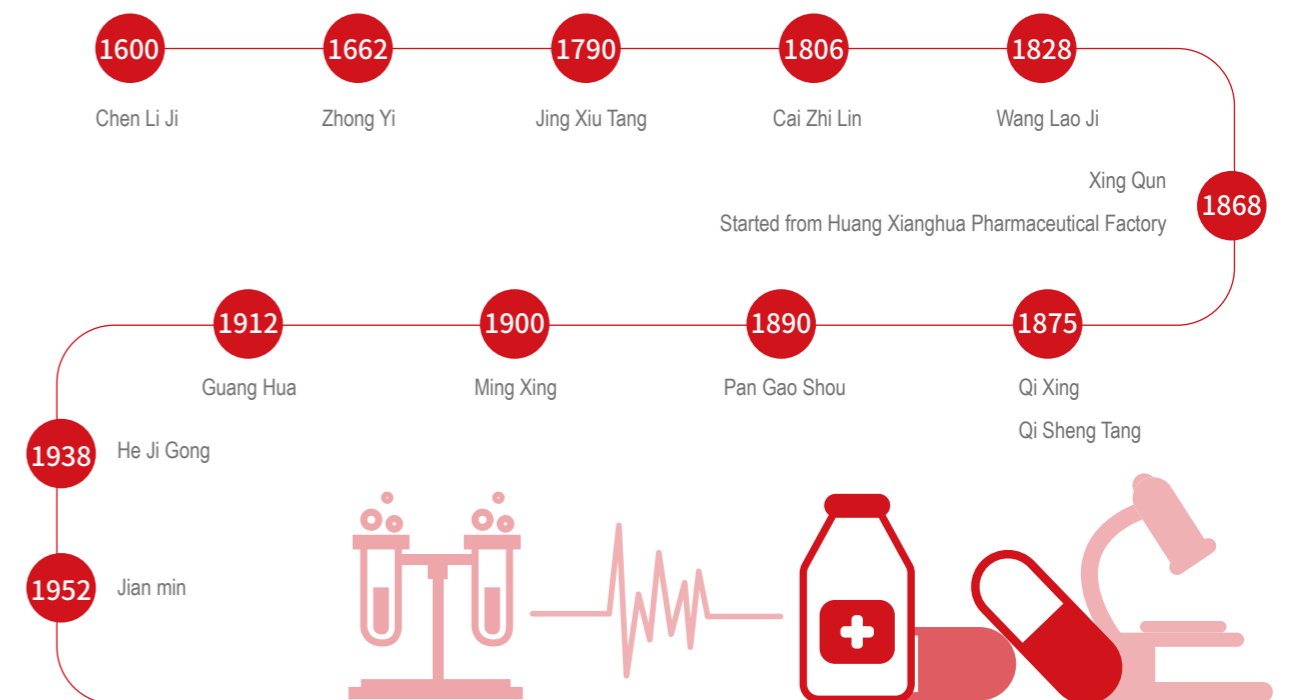 1600
1662
1790
1806
1828
Chen Li Ji
Zhong Yi
Jing Xiu Tang
Cai Zhi Lin
Wang Lao Ji
1868
Xing Qun
Started from Huang Xianghua Pharmaceutical Factory
1875
Qi Xing
Qi Sheng Tang
1890
Pan Gao Shou
1900
Ming Xing
1912
Guang Hua
1938
He Ji Gong
1952
Jian min